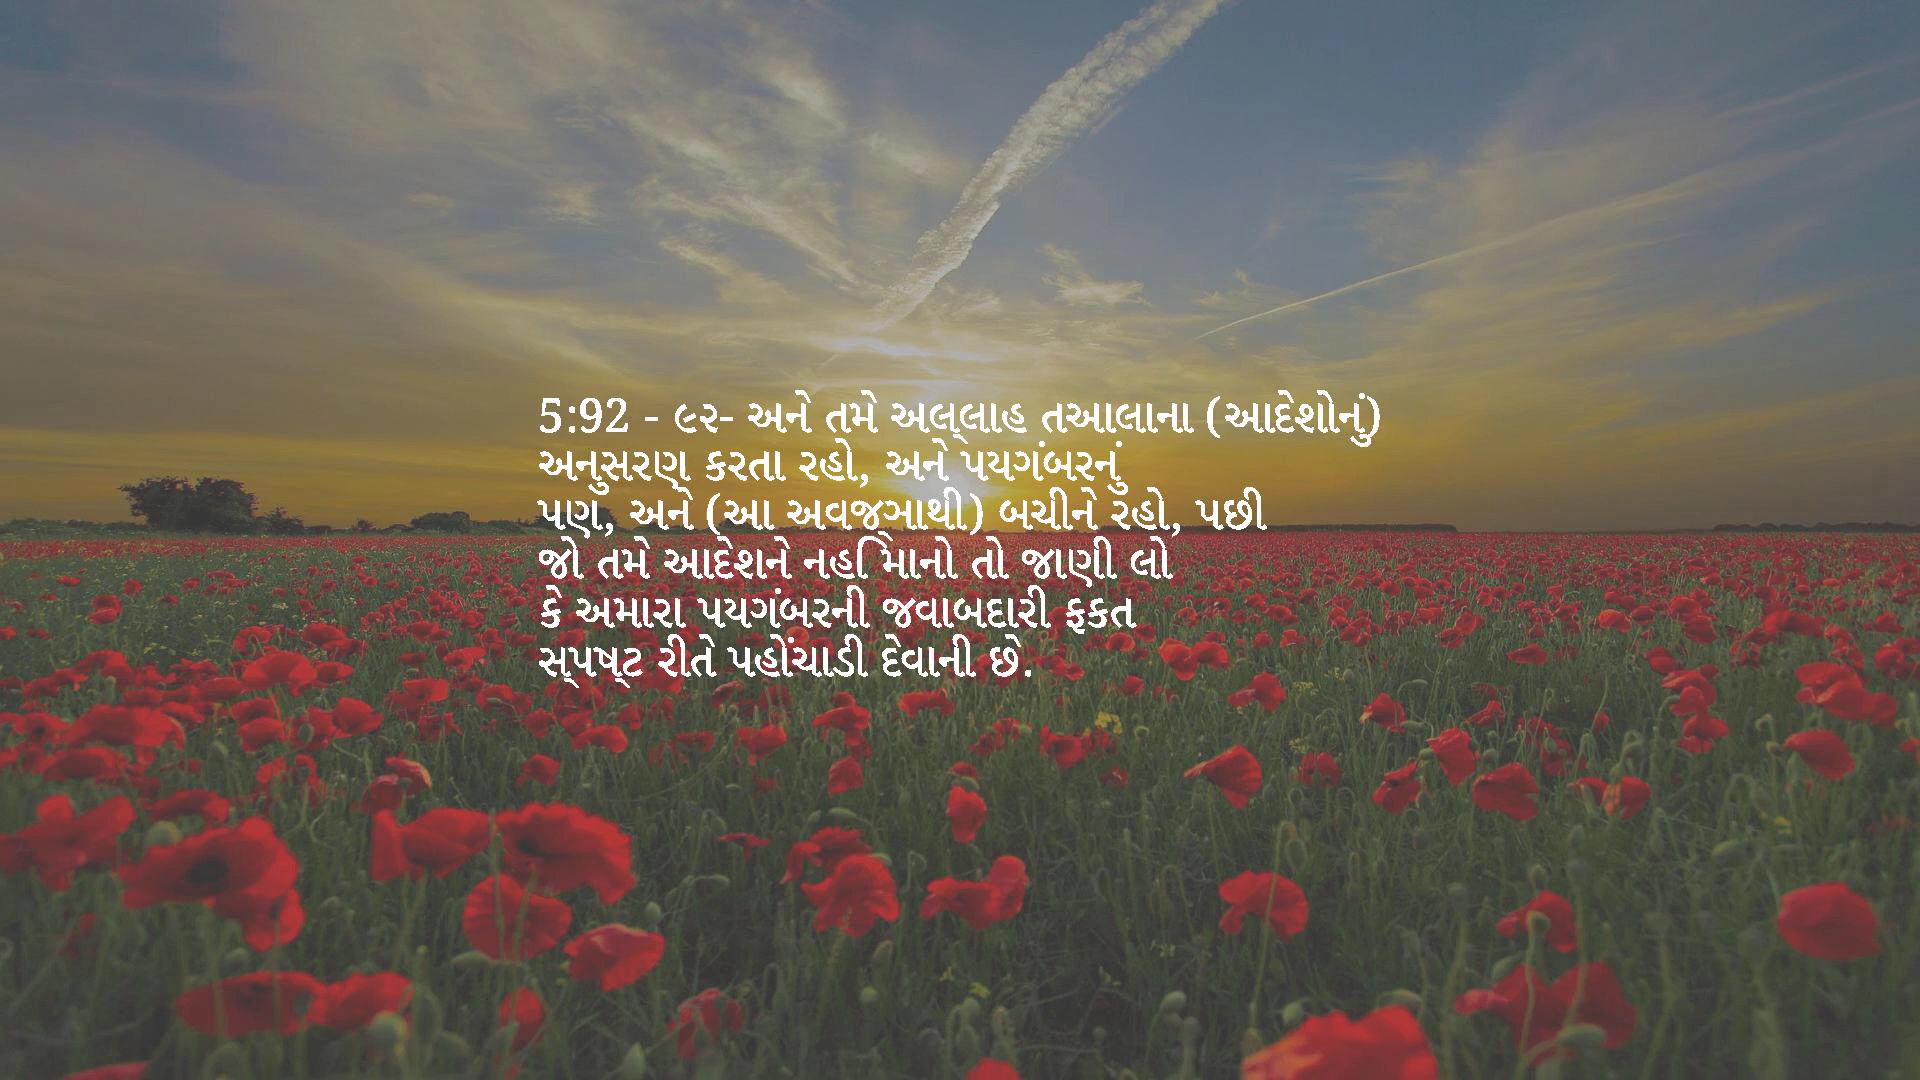 5:92 - ૯૨- અને તમે અલ્લાહ તઆલાના (આદેશોનું)
અનુસરણ કરતા રહો, અને પયગંબરનું
પણ, અને (આ અવજ્ઞાથી) બચીને રહો, પછી
જો તમે આદેશને નહિ માનો તો જાણી લો
કે અમારા પયગંબરની જવાબદારી ફકત
સ્પષ્ટ રીતે પહોંચાડી દેવાની છે.